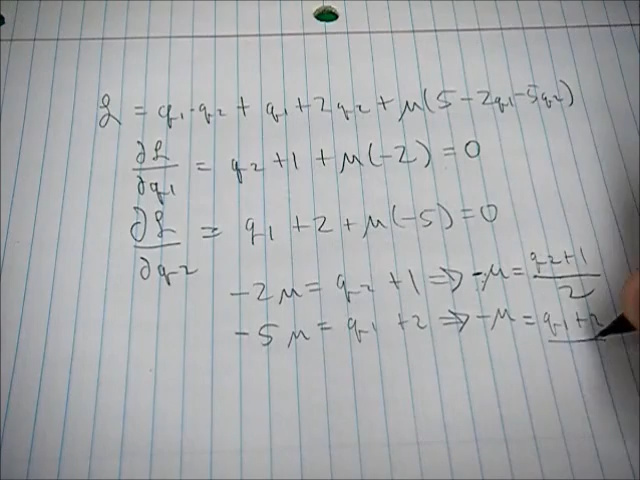 ℒ = q₁·q₂ + q₁ + 2q₂ + μ(5 - 2q₁ - 5q₂)
∂ℒ/∂q₁ = q₂ + 1 + μ(-2) = 0
∂ℒ/∂q₂ = q₁ + 2 + μ(-5) = 0
-2μ = q₂ + 1 ⇒ -μ = (q₂+1)/2
-5μ = q₁ + 2 ⇒ -μ = q₁+2